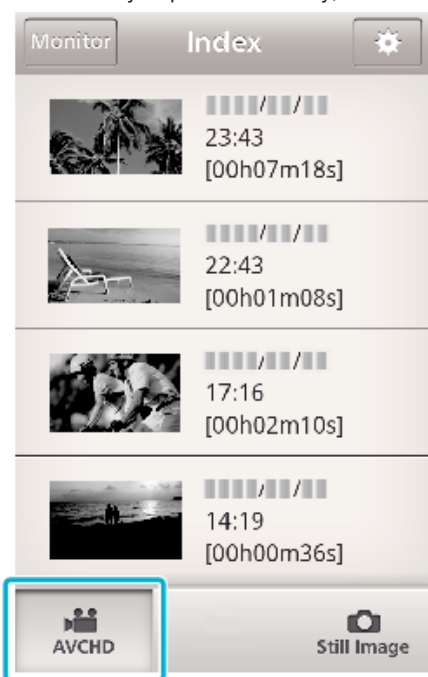 Monitor
Index
23:43
[00h07m18s]
22:43
[00h01m08s]
17:16
[00h02m10s]
14:19
[00h00m36s]
AVCHD
Still Image